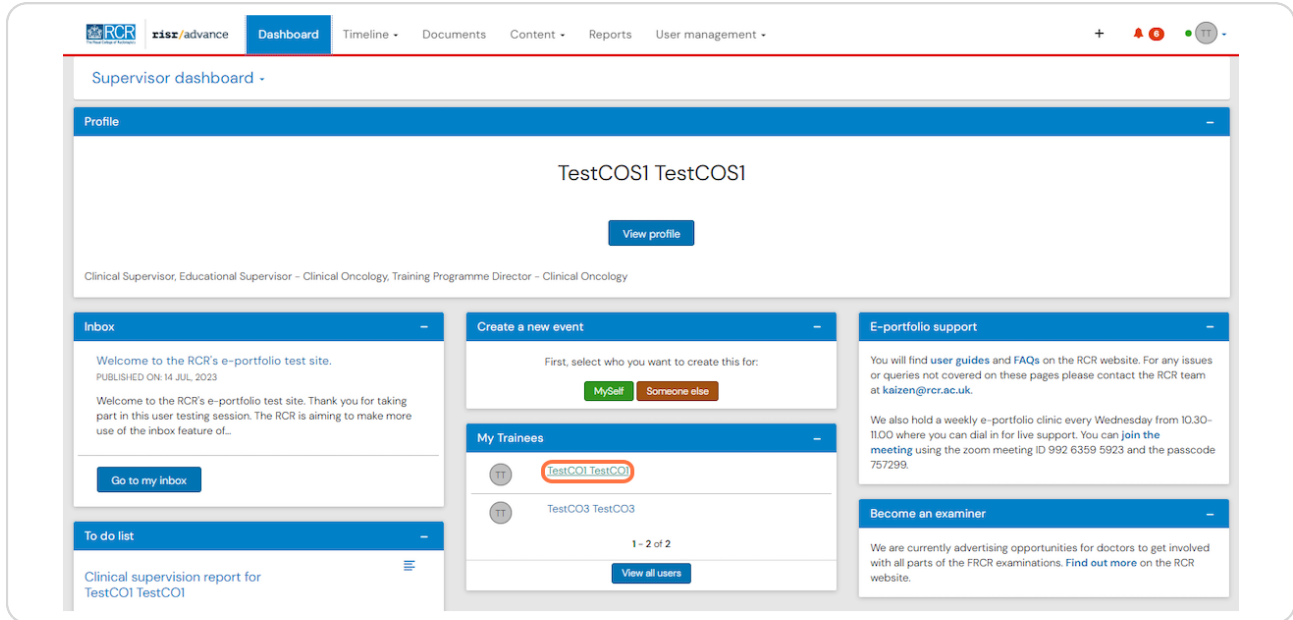 RCR
The Royal College of Radiologists
risr/advance
Dashboard
Timeline
Documents
Content
Reports
User management
+
6
TT
Supervisor dashboard
Profile
TestCOS1 TestCOS1
View profile
Clinical Supervisor, Educational Supervisor – Clinical Oncology, Training Programme Director – Clinical Oncology
Inbox
Welcome to the RCR's e-portfolio test site.
PUBLISHED ON: 14 JUL, 2023
Welcome to the RCR's e-portfolio test site. Thank you for taking
part in this user testing session. The RCR is aiming to make more
use of the inbox feature of...
Go to my inbox
To do list
Clinical supervision report for
TestCO1 TestCO1
Create a new event
First, select who you want to create this for:
MySelf
Someone else
My Trainees
TT
TestCO1 TestCO1
TT
TestCO3 TestCO3
1 - 2 of 2
View all users
E-portfolio support
You will find user guides and FAQs on the RCR website. For any issues
or queries not covered on these pages please contact the RCR team
at kaizen@rcr.ac.uk.
We also hold a weekly e-portfolio clinic every Wednesday from 10.30-
11.00 where you can dial in for live support. You can join the
meeting using the zoom meeting ID 992 6359 5923 and the passcode
757299.
Become an examiner
We are currently advertising opportunities for doctors to get involved
with all parts of the FRCR examinations. Find out more on the RCR
website.